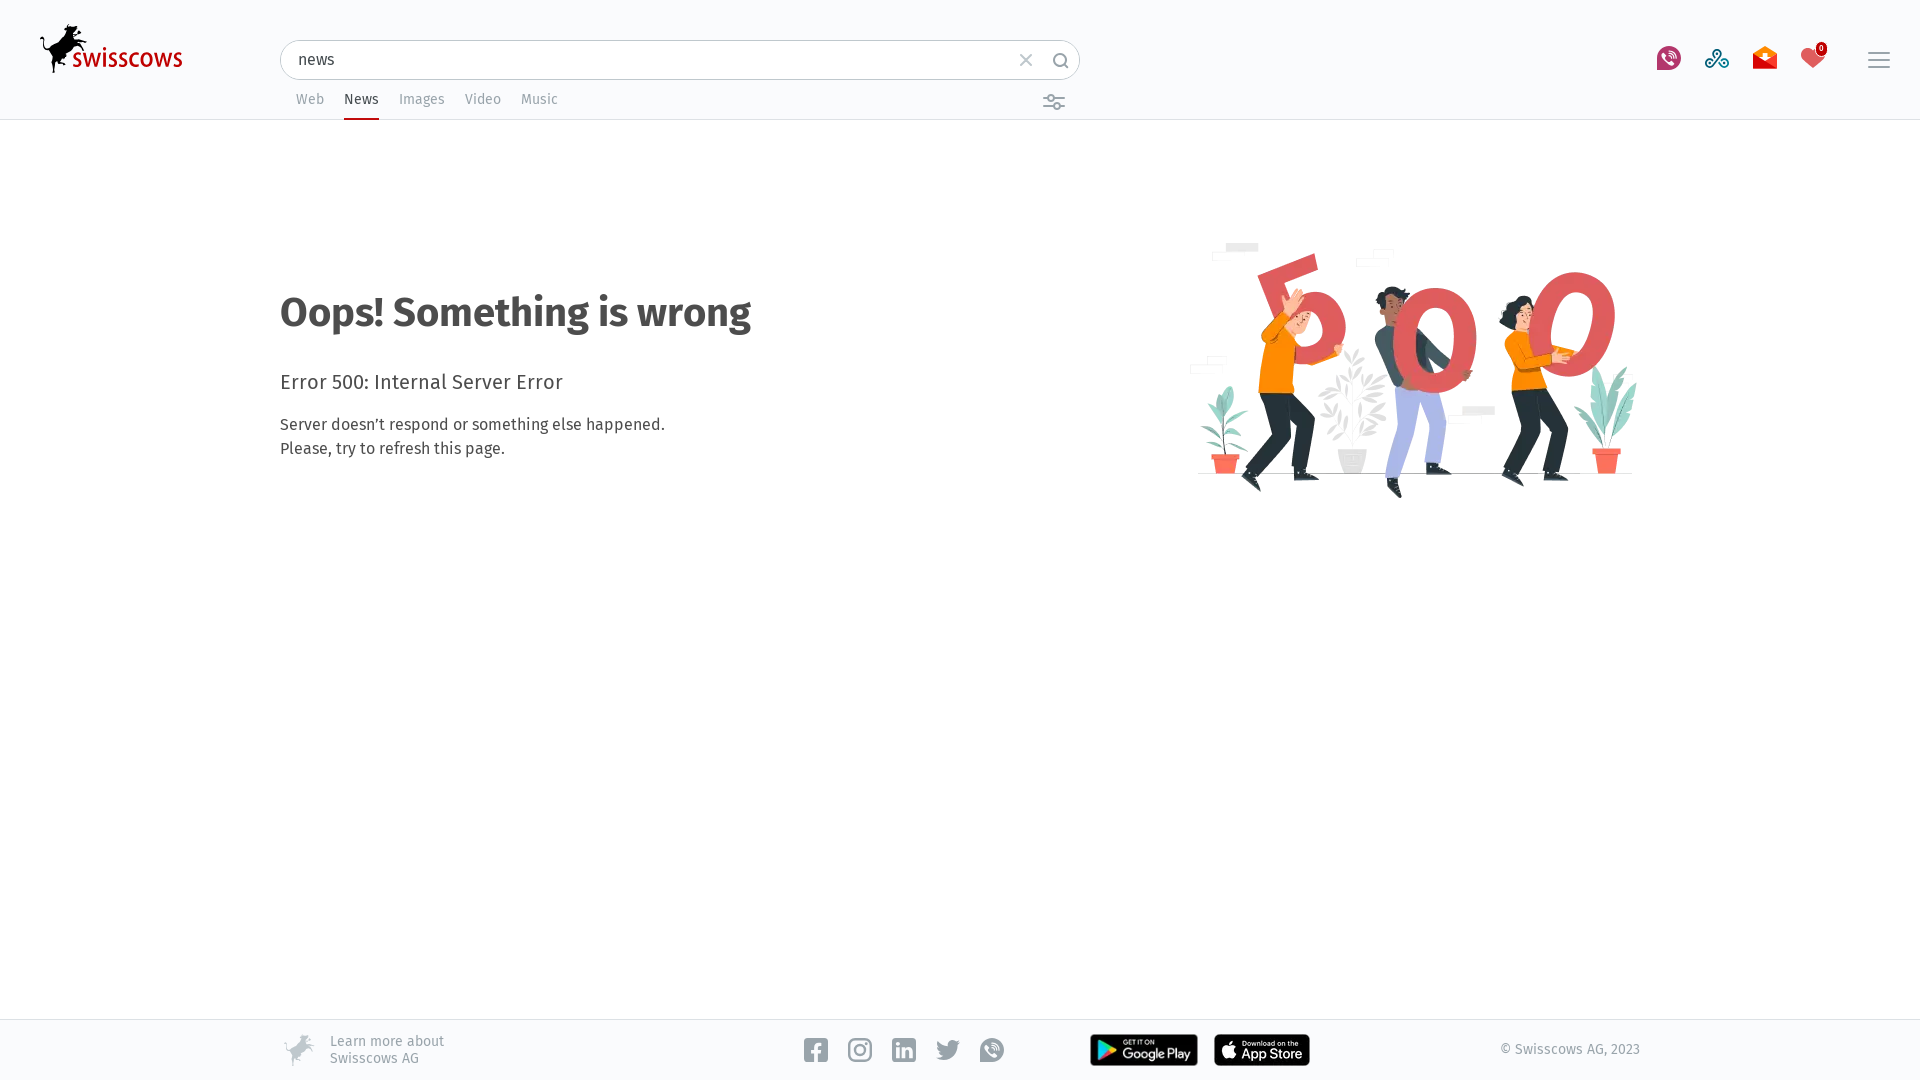 swisscows
news
0
Web
News
Images
Video
Music
Oops! Something is wrong
500
Error 500: Internal Server Error
Server doesn’t respond or something else happened.
Please, try to refresh this page.
Learn more about
Swisscows AG
GET IT ON
Google Play
Download on the
App Store
© Swisscows AG, 2023